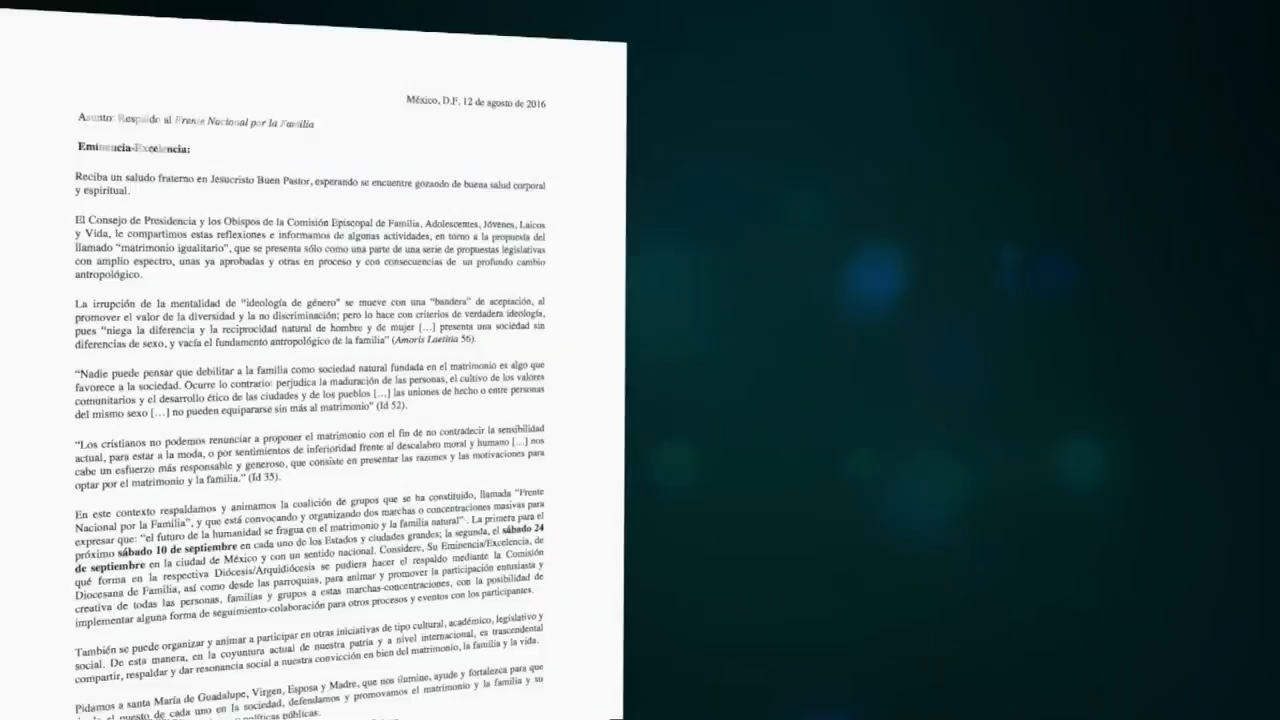 México, D.F, 12 de agosto de 2016
Asunto: Respaldo al Frente Nacional por la Familia
Eminencia-Excelencia:
Reciba un saludo fraterno en Jesucristo Buen Pastor, esperando se encuentre gozando de buena salud corporal
y espiritual.
El Consejo de Presidencia y los Obispos de la Comisión Episcopal de Familia, Adolescentes, Jóvenes, Laicos
y Vida, le compartimos estas reflexiones e informamos de algunas actividades, en torno a la propuesta del
llamado “matrimonio igualitario”, que se presenta sólo como una parte de una serie de propuestas legislativas
con amplio espectro, unas ya aprobadas y otras en proceso y con consecuencias de un profundo cambio
antropológico.
La irrupción de la mentalidad de “ideología de género” se mueve con una “bandera” de aceptación, al
promover el valor de la diversidad y la no discriminación; pero lo hace con criterios de verdadera ideología,
pues “niega la diferencia y la reciprocidad natural de hombre y de mujer [...] presenta una sociedad sin
diferencias de sexo, y vacía el fundamento antropológico de la familia” (Amoris Laetitia 56).
“Nadie puede pensar que debilitar a la familia como sociedad natural fundada en el matrimonio es algo que
favorece a la sociedad. Ocurre lo contrario: perjudica la maduración de las personas, el cultivo de los valores
comunitarios y el desarrollo ético de las ciudades y de los pueblos [...] las uniones de hecho o entre personas
del mismo sexo [...] no pueden equipararse sin más al matrimonio” (Id 52).
“Los cristianos no podemos renunciar a proponer el matrimonio con el fin de no contradecir la sensibilidad
actual, para estar a la moda, o por sentimientos de inferioridad frente al descalabro moral y humano [...] nos
cabe un esfuerzo más responsable y generoso, que consiste en presentar las razones y las motivaciones para
optar por el matrimonio y la familia.” (Id 35).
En este contexto respaldamos y animamos la coalición de grupos que se ha constituido, llamada “Frente
Nacional por la Familia”, y que está convocando y organizando dos marchas o concentraciones masivas para
expresar que: “el futuro de la humanidad se fragua en el matrimonio y la familia natural”. La primera para el
próximo sábado 10 de septiembre en cada uno de los Estados y ciudades grandes; la segunda, el sábado 24
de septiembre en la ciudad de México y con un sentido nacional. Considere, Su Eminencia/Excelencia, de
qué forma en la respectiva Diócesis/Arquidiócesis se pudiera hacer el respaldo mediante la Comisión
Diocesana de Familia, así como desde las parroquias, para animar y promover la participación entusiasta y
creativa de todas las personas, familias y grupos a estas marchas-concentraciones, con la posibilidad de
implementar alguna forma de seguimiento-colaboración para otros procesos y eventos con los participantes.
También se puede organizar y animar a participar en otras iniciativas de tipo cultural, académico, legislativo y
social. De esta manera, en la coyuntura actual de nuestra patria y a nivel internacional, es trascendental
compartir, respaldar y dar resonancia social a nuestra convicción en bien del matrimonio, la familia y la vida.
Pidamos a santa María de Guadalupe, Virgen, Esposa y Madre, que nos ilumine, ayude y fortalezca para que
el puesto de cada uno en la sociedad, defendamos y promovamos el matrimonio y la familia y su
políticas públicas.